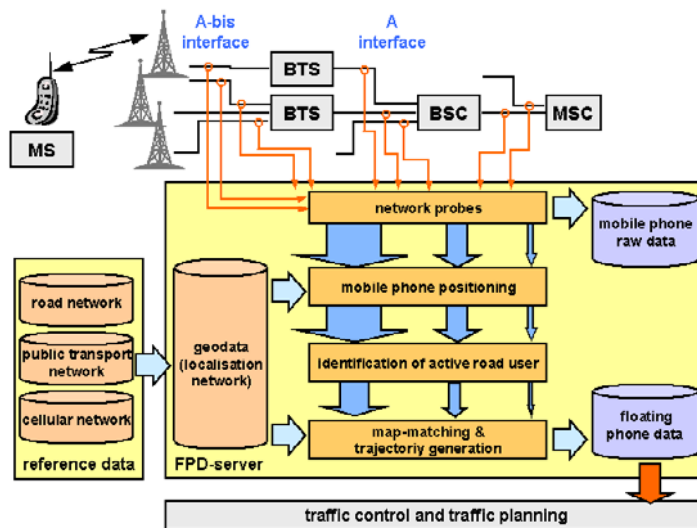 A-bis
interface
A
interface
BTS
BTS
BSC
MSC
MS
network probes
mobile phone
raw data
road network
public transport
network
cellular network
reference data
geodata
(localisation
network)
FPD-server
mobile phone positioning
identification of active road user
map-matching &
trajectoriy generation
floating
phone data
traffic control and traffic planning